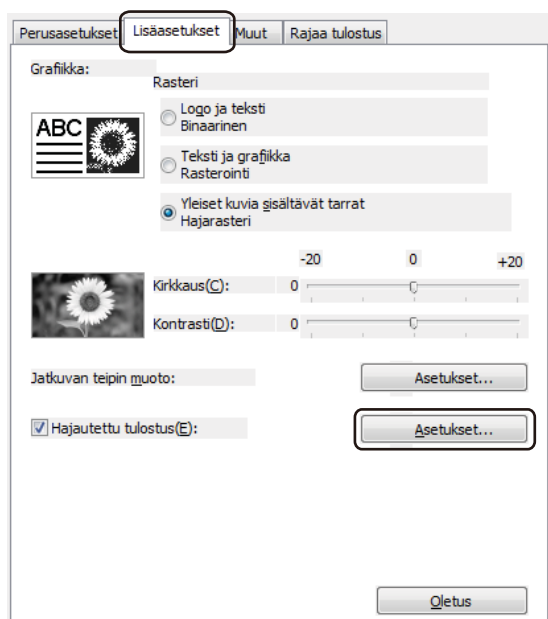 Perusasetukset Lisäasetukset Muut Rajaa tulostus
Grafiikka:
Rasteri
ABC
Logo ja teksti
Binaarinen
Teksti ja grafiikka
Rasterointi
Yleiset kuvia sisältävät tarrat
Hajarasteri
-20 0 +20
Kirkkaus(C): 0
Kontrasti(D): 0
Jatkuvan teipin muoto: Asetukset...
Hajautettu tulostus(E): Asetukset...
Oletus